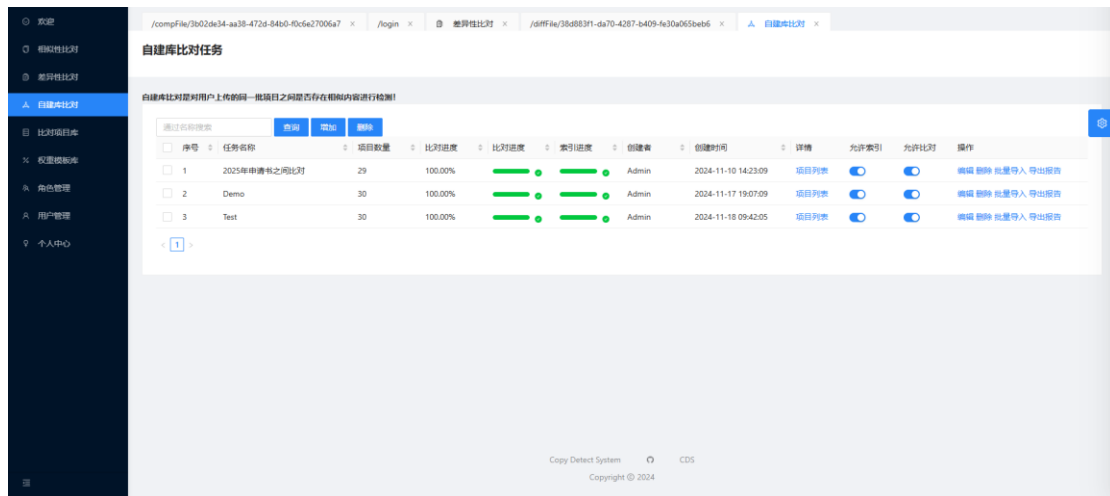 欢迎
相似性比对
差异性比对
自建库比对
比对项目库
权重模板库
角色管理
用户管理
个人中心
/compFile/3b02de34-aa38-472d-84b0-f0c6e27006a7 × /login × 差异性比对 × /diffFile/38d883f1-da70-4287-b409-fe30a065beb6 × 自建库比对 ×
自建库比对任务
自建库比对是对用户上传的同一批项目之间是否存在相似内容进行检测!
通过名称搜索 查询 增加 删除
序号 任务名称 项目数量 比对进度 比对进度 索引进度 创建者 创建时间 详情 允许索引 允许比对 操作
1 2025年申请书之间比对 29 100.00% Admin 2024-11-10 14:23:09 项目列表 编辑 删除 批量导入 导出报告
2 Demo 30 100.00% Admin 2024-11-17 19:07:09 项目列表 编辑 删除 批量导入 导出报告
3 Test 30 100.00% Admin 2024-11-18 09:42:05 项目列表 编辑 删除 批量导入 导出报告
< 1 >
Copy Detect System CDS
Copyright © 2024